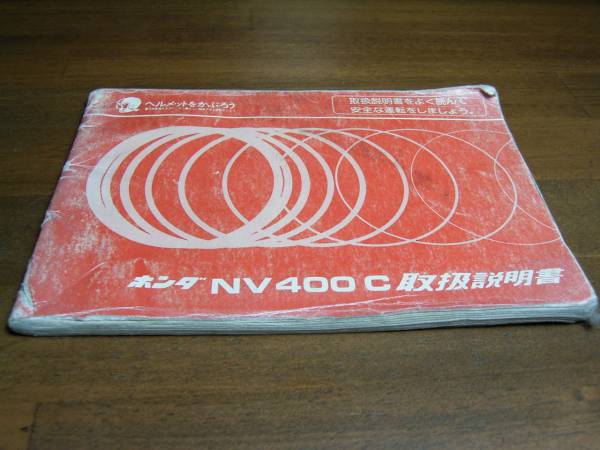 ヘルメットをかぶろう
取扱説明書をよく読んで
安全な運転をしましょう。
ホンダ NV400C 取扱説明書